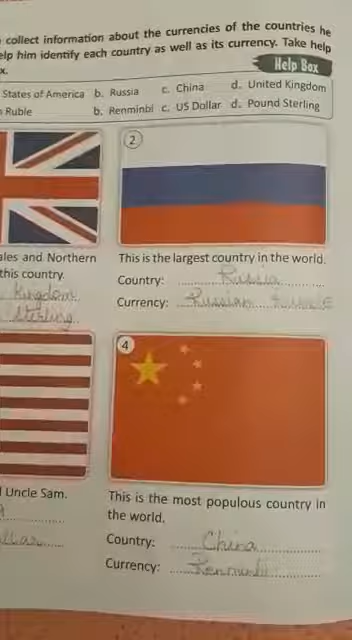 collect information about the currencies of the countries he
elp him identify each country as well as its currency. Take help
x.
Help Box
States of America b. Russia c. China d. United Kingdom
Ruble b. Renminbi c. US Dollar d. Pound Sterling
2
ales and Northern
this country.
Kingdom
Sterling
This is the largest country in the world.
Country: Russia
Currency: Russian
4
Uncle Sam.
llar
This is the most populous country in
the world.
Country: China
Currency: Renminbi